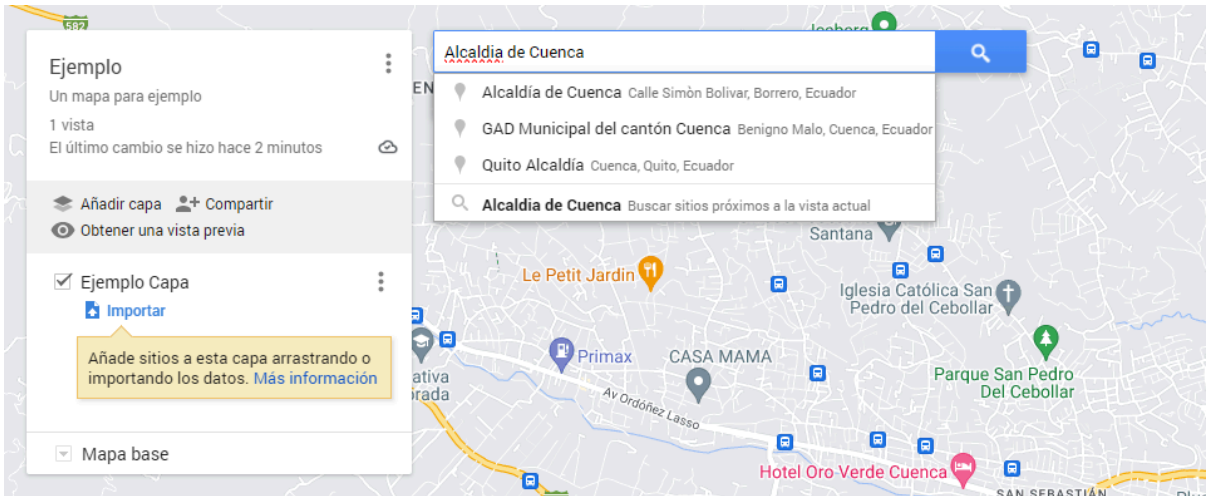 582
Ejemplo
Un mapa para ejemplo
1 vista
El último cambio se hizo hace 2 minutos
Añadir capa Compartir
Obtener una vista previa
Ejemplo Capa
Importar
Añade sitios a esta capa arrastrando o
importando los datos. Más información
Mapa base
Alcaldia de Cuenca
Alcaldía de Cuenca Calle Simòn Bolivar, Borrero, Ecuador
GAD Municipal del cantón Cuenca Benigno Malo, Cuenca, Ecuador
Quito Alcaldía Cuenca, Quito, Ecuador
Alcaldia de Cuenca Buscar sitios próximos a la vista actual
EN
Santana
Le Petit Jardin
Iglesia Católica San
Pedro del Cebollar
Primax
CASA MAMA
Parque San Pedro
Del Cebollar
ativa
orada
Av Ordóñez Lasso
Hotel Oro Verde Cuenca
SAN SEBASTIÁN